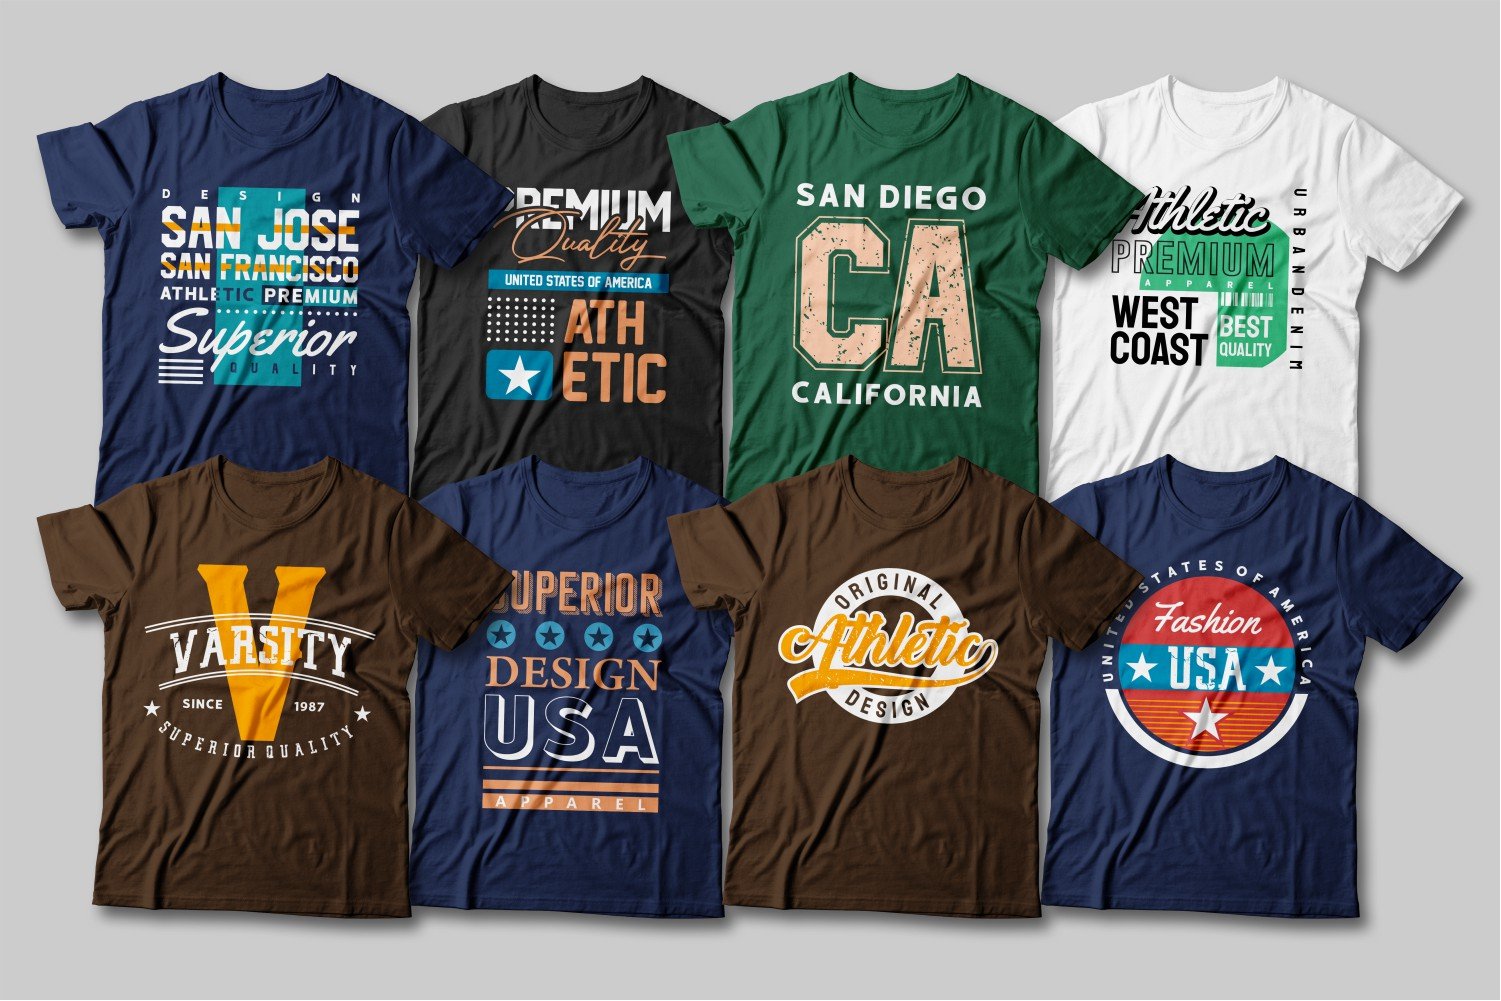 DESIGN
SAN JOSE
SAN FRANCISCO
ATHLETIC PREMIUM
Superior
QUALITY
PREMIUM
Quality
UNITED STATES OF AMERICA
ATH
ETIC
SAN DIEGO
CA
CALIFORNIA
Athletic
PREMIUM
APPAREL
WEST
COAST
BEST
QUALITY
URBAN DENIM
V
VARSITY
SINCE 1987
SUPERIOR QUALITY
SUPERIOR
DESIGN
USA
APPAREL
ORIGINAL
Athletic
DESIGN
UNITED STATES OF AMERICA
Fashion
USA